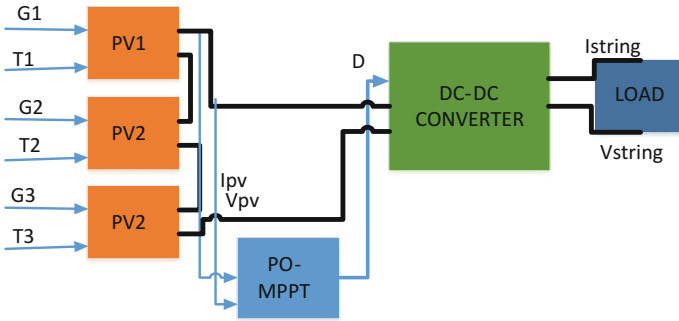 G1
PV1
T1
G2
PV2
T2
G3
PV2
T3
Ipv
Vpv
PO-
MPPT
D
DC-DC
CONVERTER
Istring
LOAD
Vstring